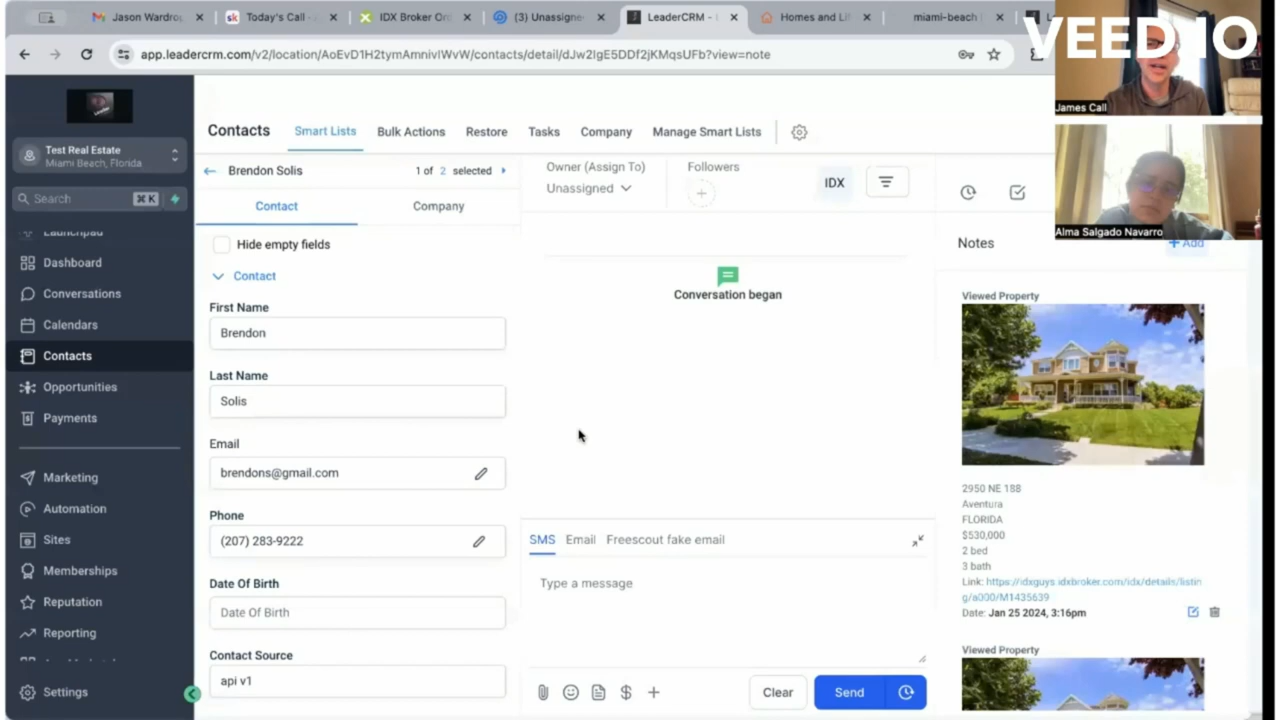 Jason Wardro
Today's Call -
IDX Broker Or
(3) Unassigne
LeaderCRM -
Homes and Li
miami-beach
app.leadercrm.com/v2/location/AoEvD1H2tyrnAmmvIWwW/contacts/detail/dJw2IgE5DDf2jKMqsUFb?view=note
VEED.IO
James Call
Alma Salgado Navarro
Test Real Estate
Miami Beach, Florida
Search
⌘K
Launchpad
Dashboard
Conversations
Calendars
Contacts
Opportunities
Payments
Marketing
Automation
Sites
Memberships
Reputation
Reporting
Settings
Contacts
Smart Lists
Bulk Actions
Restore
Tasks
Company
Manage Smart Lists
Brendon Solis
1 of 2 selected
Contact
Company
Hide empty fields
Contact
First Name
Brendon
Last Name
Solis
Email
brendons@gmail.com
Phone
(207) 283-9222
Date Of Birth
Date Of Birth
Contact Source
api v1
Owner (Assign To)
Unassigned
Followers
IDX
Conversation began
SMS
Email
Freescout fake email
Type a message
Clear
Send
Notes
+ Add
Viewed Property
2950 NE 188
Aventura
FLORIDA
$530,000
2 bed
3 bath
Link: https://idxguys.idxbroker.com/idx/details/listin
g/a000/M1435639
Date: Jan 25 2024, 3:16pm
Viewed Property